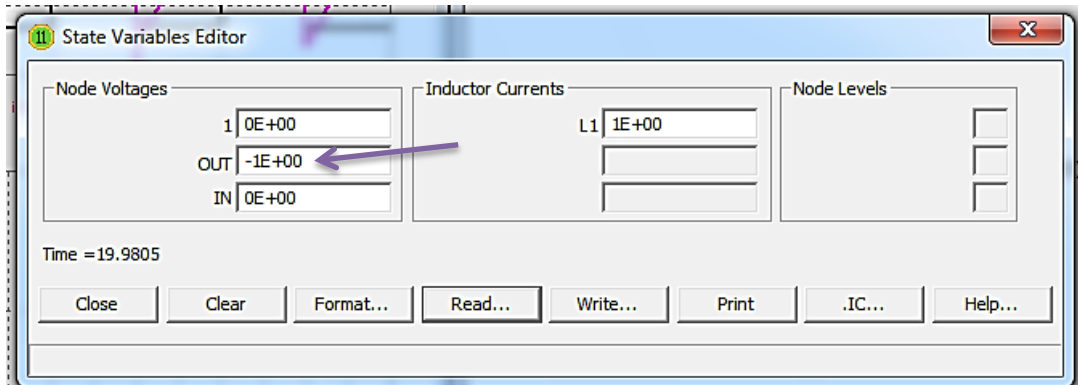 11 State Variables Editor
Node Voltages
1 0E+00
OUT -1E+00
IN 0E+00
Inductor Currents
L1 1E+00
Node Levels
Time =19.9805
Close Clear Format... Read... Write... Print .IC... Help...